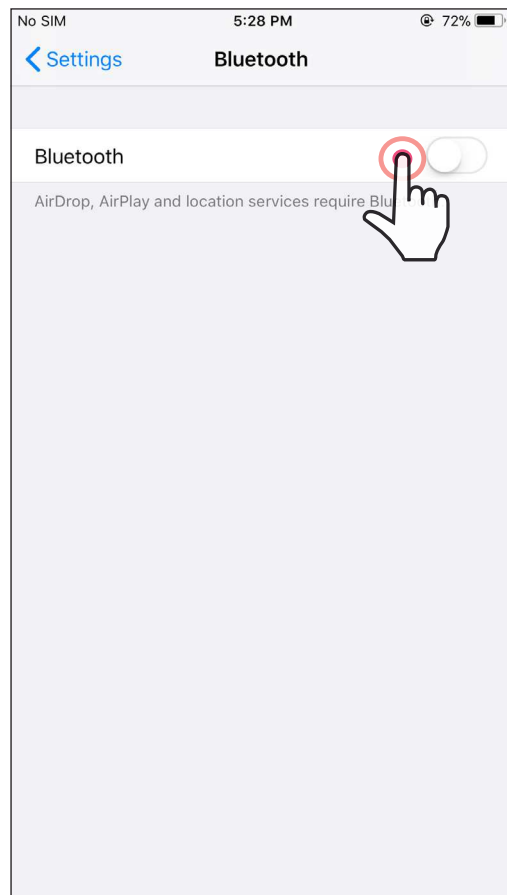 No SIM 5:28 PM 72%
Settings Bluetooth
Bluetooth
AirDrop, AirPlay and location services require